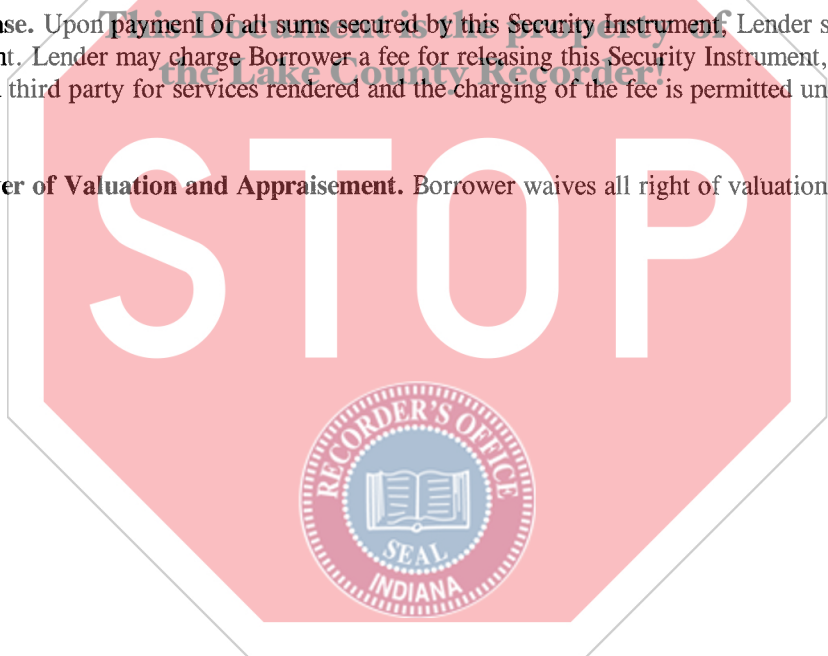 This Document is the property of
ase. Upon payment of all sums secured by this Security Instrument, Lender s
nt. Lender may charge Borrower a fee for releasing this Security Instrument,
the Lake County Recorder!
third party for services rendered and the charging of the fee is permitted un
er of Valuation and Appraisement. Borrower waives all right of valuation
STOP
RECORDER'S OFFICE
SEAL
INDIANA